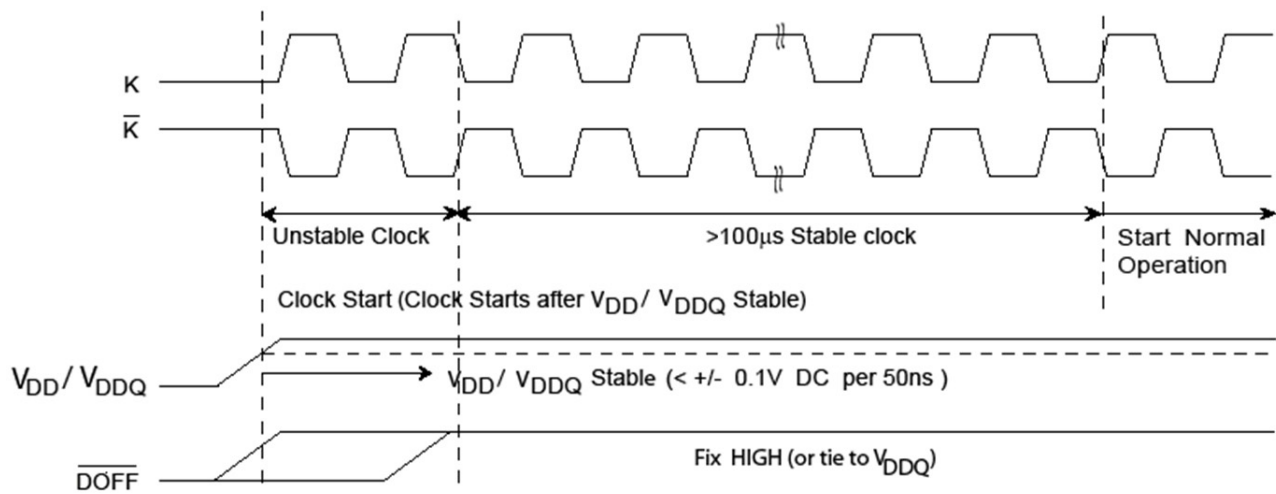 K
K̅
Unstable Clock
>100μs Stable clock
Start Normal
Operation
Clock Start (Clock Starts after VDD/ VDDQ Stable)
VDD/ VDDQ
VDD/ VDDQ Stable (< +/- 0.1V DC per 50ns )
D̅O̅F̅F̅
Fix HIGH (or tie to VDDQ)